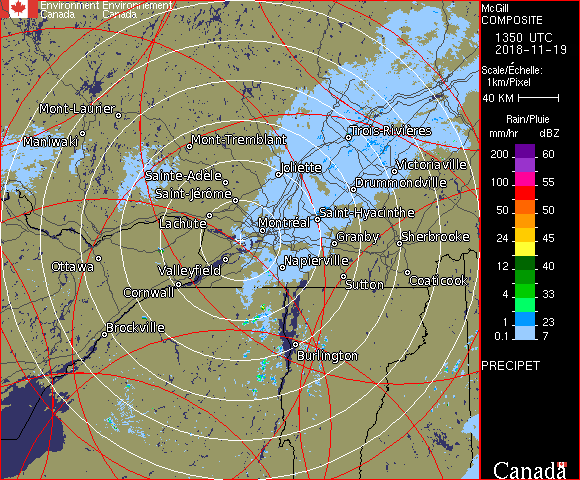 Environment Environnement
Canada Canada
McGill
COMPOSITE
1350 UTC
2018-11-19
Scale/Échelle:
1km/Pixel
40 KM
Rain/Pluie
mm/hr dBZ
200 60
100 55
50 50
24 45
12 40
4 33
1 23
0.1 7
PRECIPET
Canada
Mont-Laurier
Maniwaki
Mont-Tremblant
Trois-Rivières
Joliette
Victoriaville
Sainte-Adèle
Drummondville
Saint-Jérôme
Saint-Hyacinthe
Lachute
Montréal
Granby
Sherbrooke
Ottawa
Valleyfield
Napierville
Cornwall
Sutton
Coaticook
Brockville
Burlington